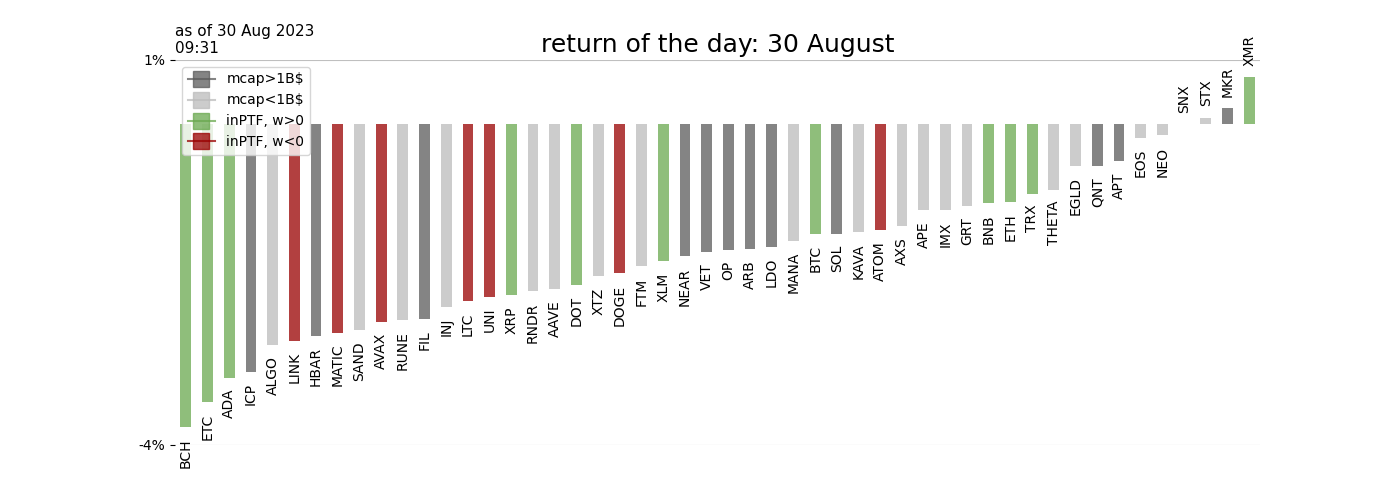 as of 30 Aug 2023
09:31
return of the day: 30 August
1%
-4%
mcap>1B$
mcap<1B$
inPTF, w>0
inPTF, w<0
BCH
ETC
ADA
ICP
ALGO
LINK
HBAR
MATIC
SAND
AVAX
RUNE
FIL
INJ
LTC
UNI
XRP
RNDR
AAVE
DOT
XTZ
DOGE
FTM
XLM
NEAR
VET
OP
ARB
LDO
MANA
BTC
SOL
KAVA
ATOM
AXS
APE
IMX
GRT
BNB
ETH
TRX
THETA
EGLD
QNT
APT
EOS
NEO
SNX
STX
MKR
XMR